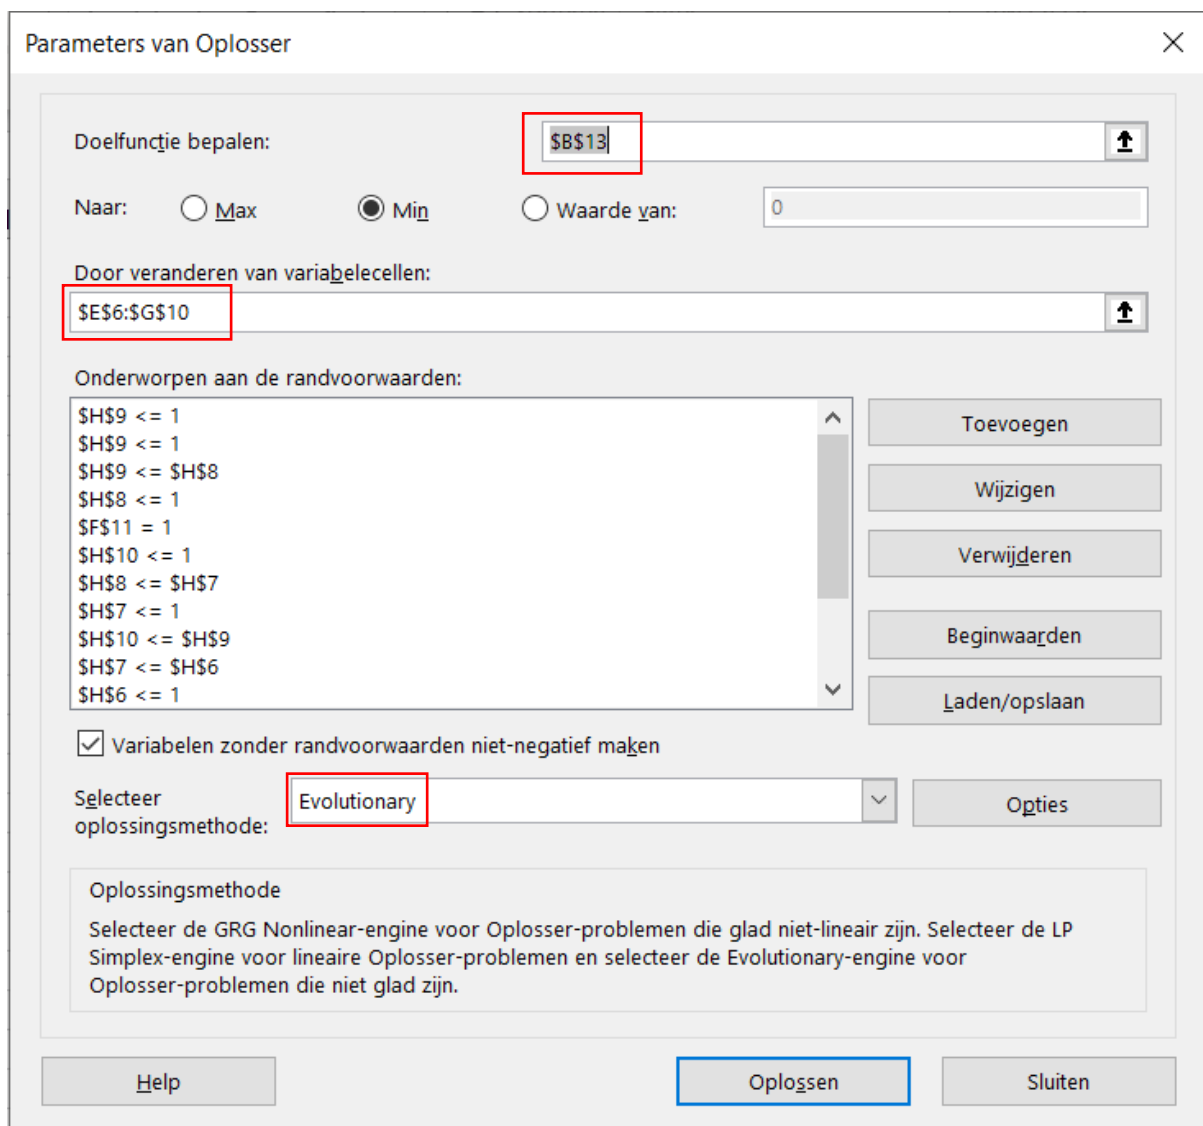 Parameters van Oplosser
Doelfunctie bepalen:
$B$13
Naar:
Max
Min
Waarde van:
0
Door veranderen van variabelecellen:
$E$6:$G$10
Onderworpen aan de randvoorwaarden:
$H$9 <= 1
$H$9 <= 1
$H$9 <= $H$8
$H$8 <= 1
$F$11 = 1
$H$10 <= 1
$H$8 <= $H$7
$H$7 <= 1
$H$10 <= $H$9
$H$7 <= $H$6
$H$6 <= 1
Toevoegen
Wijzigen
Verwijderen
Beginwaarden
Laden/opslaan
Variabelen zonder randvoorwaarden niet-negatief maken
Selecteer
oplossingsmethode:
Evolutionary
Opties
Oplossingsmethode
Selecteer de GRG Nonlinear-engine voor Oplosser-problemen die glad niet-lineair zijn. Selecteer de LP
Simplex-engine voor lineaire Oplosser-problemen en selecteer de Evolutionary-engine voor
Oplosser-problemen die niet glad zijn.
Help
Oplossen
Sluiten